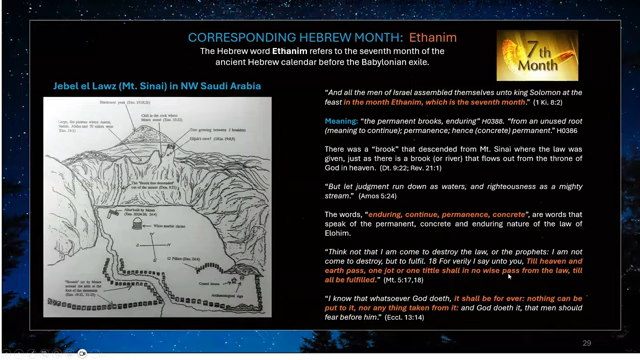 CORRESPONDING HEBREW MONTH: Ethanim
The Hebrew word Ethanim refers to the seventh month of the
ancient Hebrew calendar before the Babylonian exile.
7th
Month
Jebel el Lawz (Mt. Sinai) in NW Saudi Arabia
"And all the men of Israel assembled themselves unto king Solomon at the
feast in the month Ethanim, which is the seventh month." (1 Ki. 8:2)
Meaning: "the permanent brooks, enduring" H0388. "from an unused root
(meaning to continue); permanence; hence (concrete) permanent." H0386
There was a "brook" that descended from Mt. Sinai where the law was
given, just as there is a brook (or river) that flows out from the throne of
God in heaven. (Dt. 9:22; Rev. 21:1)
"But let judgment run down as waters, and righteousness as a mighty
stream." (Amos 5:24)
The words, "enduring, continue, permanence, concrete", are words that
speak of the permanent, concrete and enduring nature of the law of
Elohim.
"Think not that I am come to destroy the law, or the prophets: I am not
come to destroy, but to fulfil. 18 For verily I say unto you, Till heaven and
earth pass, one jot or one tittle shall in no wise pass from the law, till
all be fulfilled." (Mt. 5:17,18)
"I know that whatsoever God doeth, it shall be for ever: nothing can be
put to it, nor any thing taken from it: and God doeth it, that men should
fear before him." (Eccl. 13:14)
29